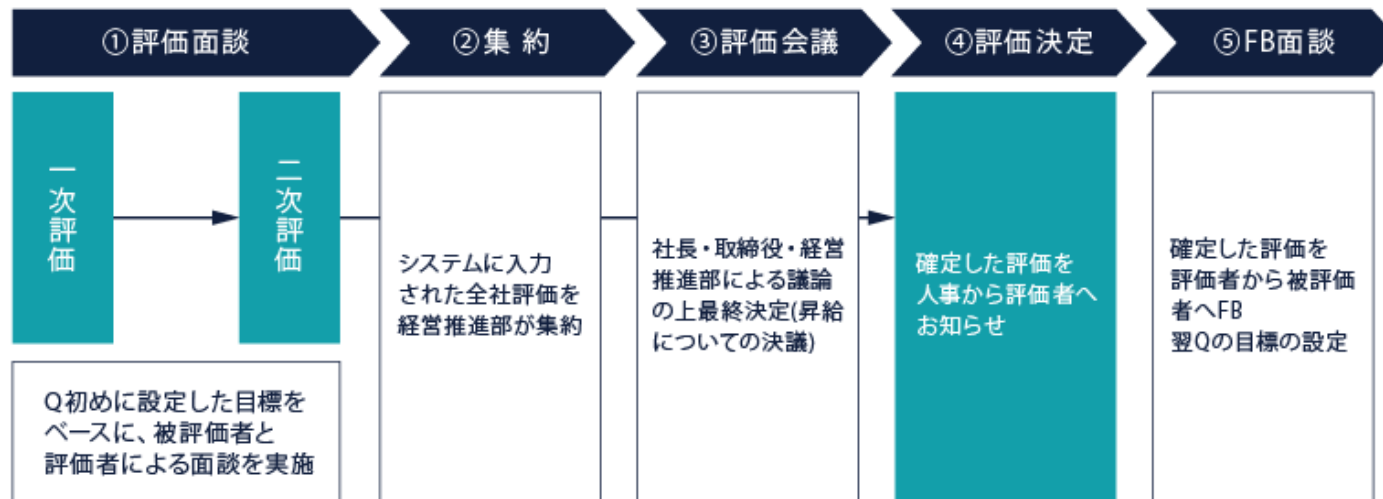 ①評価面談
②集 約
③評価会議
④評価決定
⑤FB面談
一次評価
二次評価
Q初めに設定した目標を
ベースに、被評価者と
評価者による面談を実施
システムに入力
された全社評価を
経営推進部が集約
社長・取締役・経営
推進部による議論
の上最終決定(昇給
についての決議)
確定した評価を
人事から評価者へ
お知らせ
確定した評価を
評価者から被評価
者へFB
翌Qの目標の設定